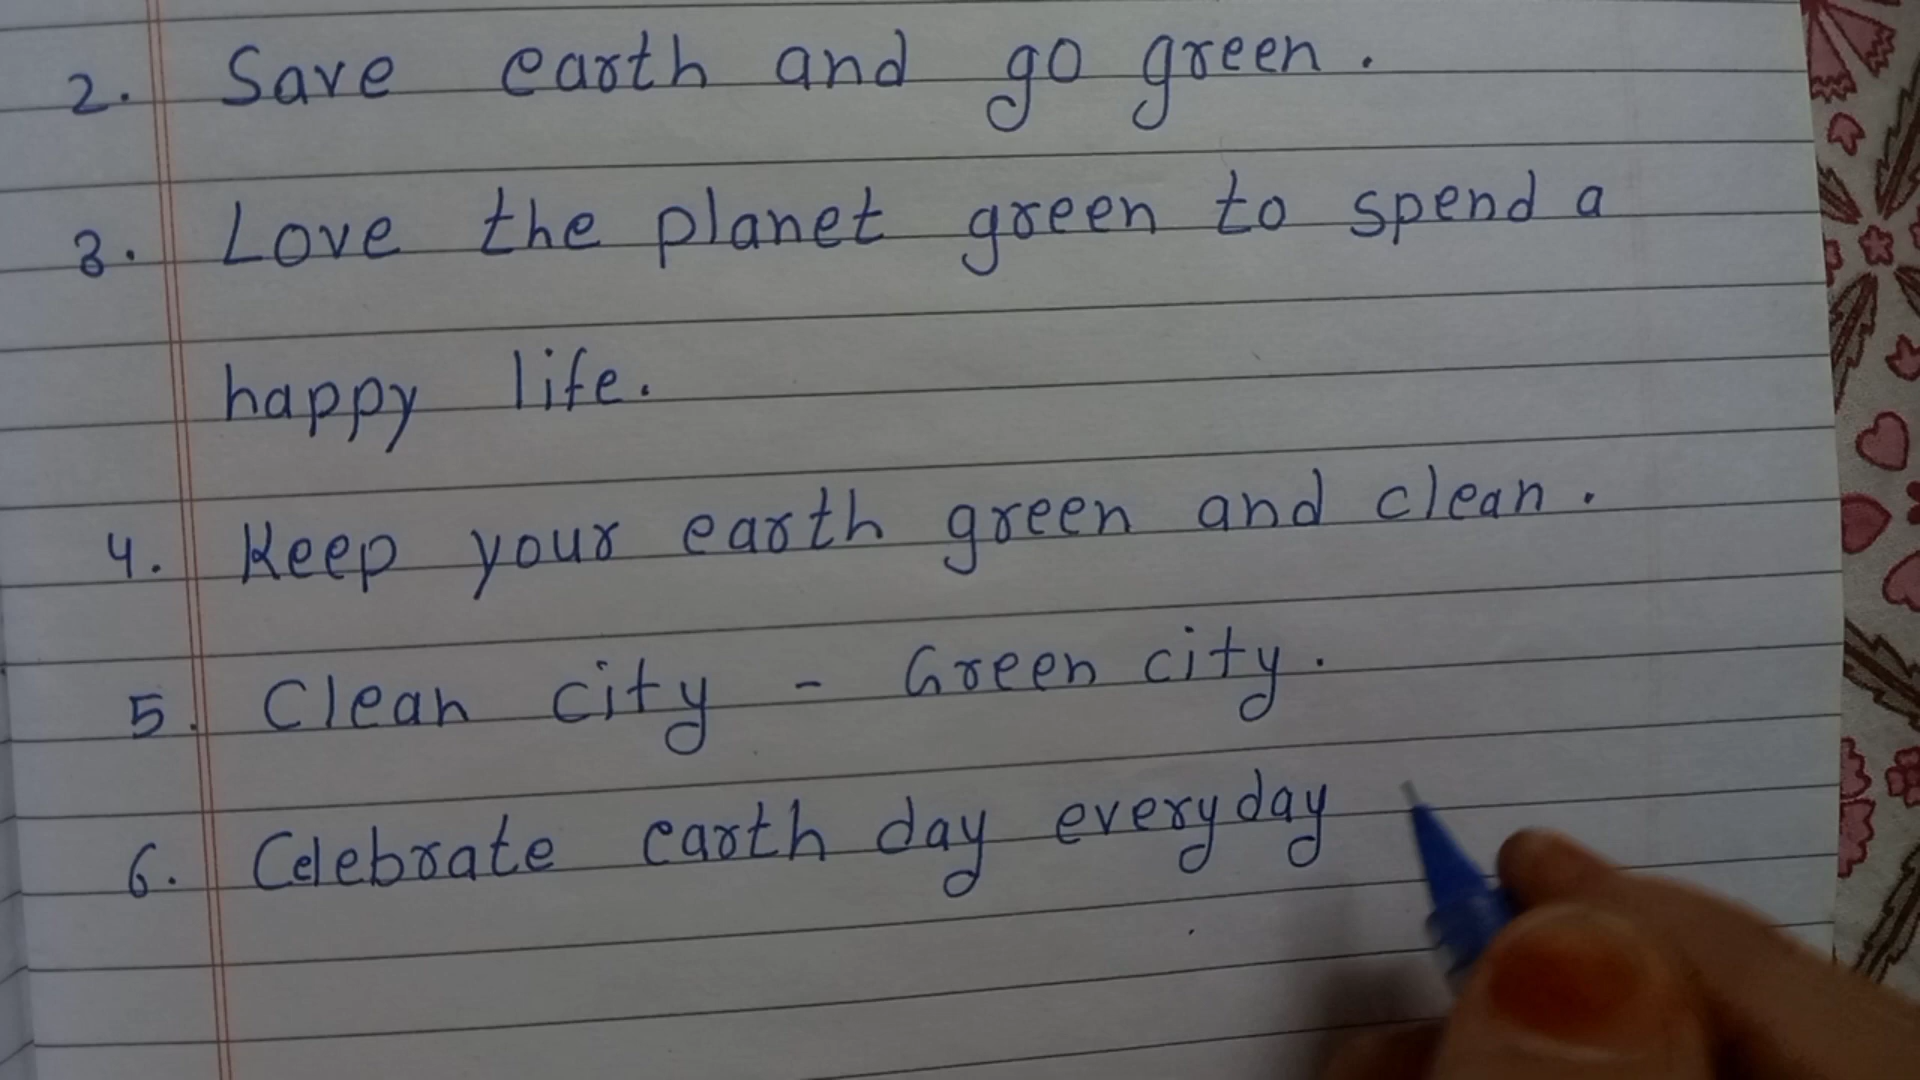 2. Save earth and go green.
3. Love the planet green to spend a
happy life.
4. Keep your earth green and clean.
5. Clean city - Green city.
6. Celebrate earth day everyday